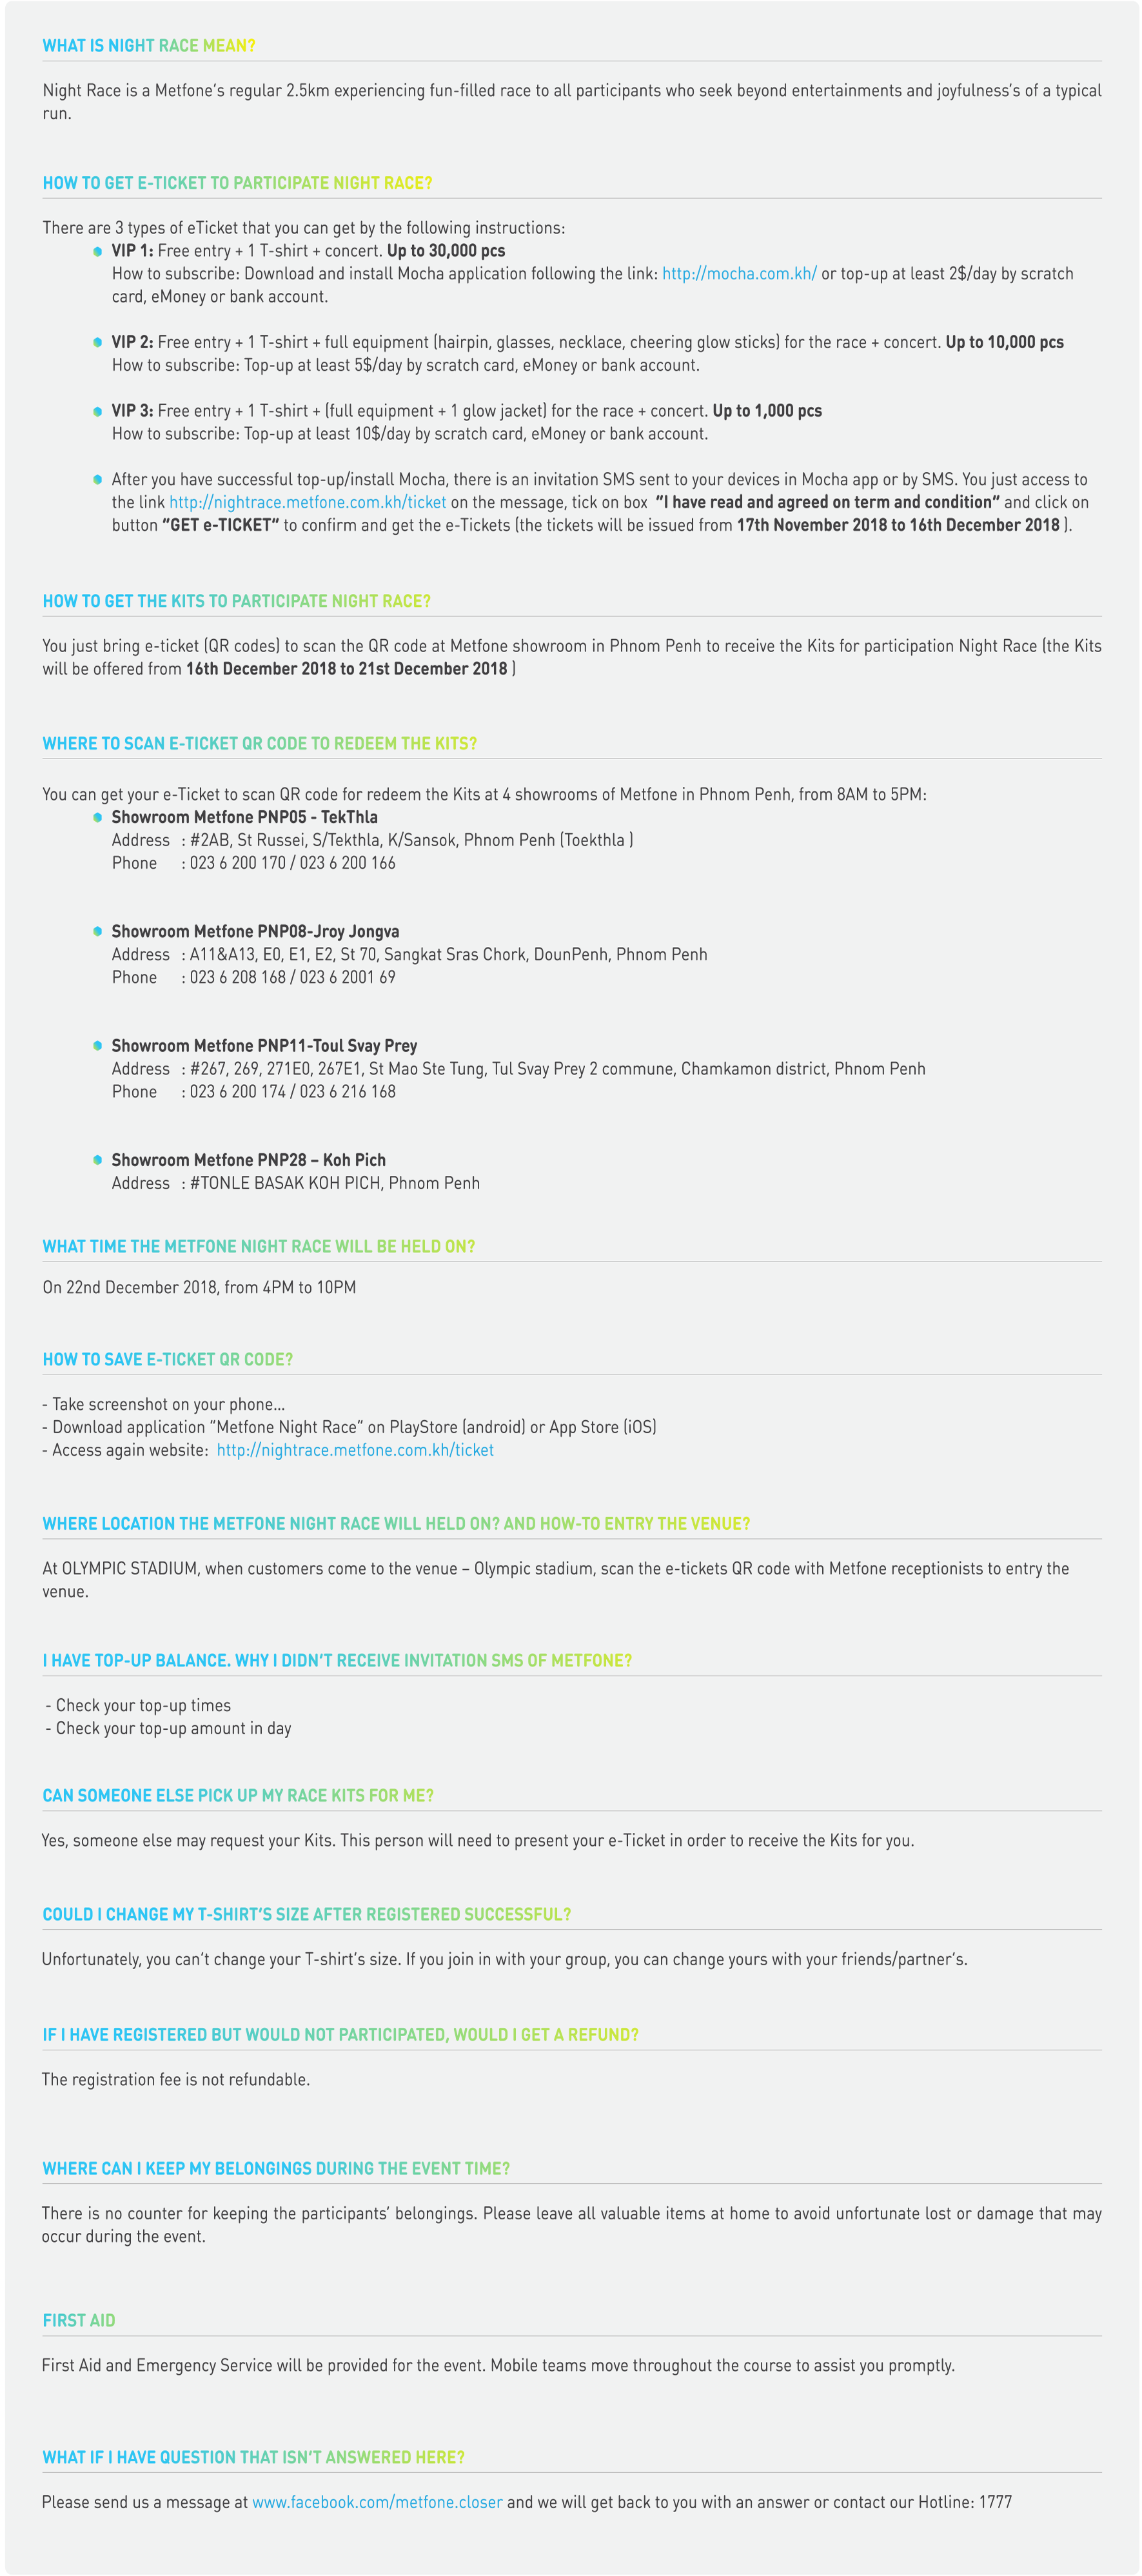 WHAT IS NIGHT RACE MEAN?
Night Race is a Metfone's regular 2.5km experiencing fun-filled race to all participants who seek beyond entertainments and joyfulness's of a typical
run.
HOW TO GET E-TICKET TO PARTICIPATE NIGHT RACE?
There are 3 types of eTicket that you can get by the following instructions:
VIP 1: Free entry + 1 T-shirt + concert. Up to 30,000 pcs
How to subscribe: Download and install Mocha application following the link: http://mocha.com.kh/ or top-up at least 2$/day by scratch
card, eMoney or bank account.
VIP 2: Free entry + 1 T-shirt + full equipment (hairpin, glasses, necklace, cheering glow sticks) for the race + concert. Up to 10,000 pcs
How to subscribe: Top-up at least 5$/day by scratch card, eMoney or bank account.
VIP 3: Free entry + 1 T-shirt + (full equipment + 1 glow jacket) for the race + concert. Up to 1,000 pcs
How to subscribe: Top-up at least 10$/day by scratch card, eMoney or bank account.
After you have successful top-up/install Mocha, there is an invitation SMS sent to your devices in Mocha app or by SMS. You just access to
the link http://nightrace.metfone.com.kh/ticket on the message, tick on box "I have read and agreed on term and condition" and click on
button "GET e-TICKET" to confirm and get the e-Tickets (the tickets will be issued from 17th November 2018 to 16th December 2018 ).
HOW TO GET THE KITS TO PARTICIPATE NIGHT RACE?
You just bring e-ticket (QR codes) to scan the QR code at Metfone showroom in Phnom Penh to receive the Kits for participation Night Race (the Kits
will be offered from 16th December 2018 to 21st December 2018 )
WHERE TO SCAN E-TICKET QR CODE TO REDEEM THE KITS?
You can get your e-Ticket to scan QR code for redeem the Kits at 4 showrooms of Metfone in Phnom Penh, from 8AM to 5PM:
Showroom Metfone PNP05 - TekThla
Address : #2AB, St Russei, S/Tekthla, K/Sansok, Phnom Penh (Toekthla )
Phone : 023 6 200 170 / 023 6 200 166
Showroom Metfone PNP08-Jroy Jongva
Address : A11&A13, E0, E1, E2, St 70, Sangkat Sras Chork, DounPenh, Phnom Penh
Phone : 023 6 208 168 / 023 6 2001 69
Showroom Metfone PNP11-Toul Svay Prey
Address : #267, 269, 271E0, 267E1, St Mao Ste Tung, Tul Svay Prey 2 commune, Chamkamon district, Phnom Penh
Phone : 023 6 200 174 / 023 6 216 168
Showroom Metfone PNP28 – Koh Pich
Address : #TONLE BASAK KOH PICH, Phnom Penh
WHAT TIME THE METFONE NIGHT RACE WILL BE HELD ON?
On 22nd December 2018, from 4PM to 10PM
HOW TO SAVE E-TICKET QR CODE?
- Take screenshot on your phone...
- Download application "Metfone Night Race" on PlayStore (android) or App Store (iOS)
- Access again website: http://nightrace.metfone.com.kh/ticket
WHERE LOCATION THE METFONE NIGHT RACE WILL HELD ON? AND HOW-TO ENTRY THE VENUE?
At OLYMPIC STADIUM, when customers come to the venue – Olympic stadium, scan the e-tickets QR code with Metfone receptionists to entry the
venue.
I HAVE TOP-UP BALANCE. WHY I DIDN'T RECEIVE INVITATION SMS OF METFONE?
- Check your top-up times
- Check your top-up amount in day
CAN SOMEONE ELSE PICK UP MY RACE KITS FOR ME?
Yes, someone else may request your Kits. This person will need to present your e-Ticket in order to receive the Kits for you.
COULD I CHANGE MY T-SHIRT'S SIZE AFTER REGISTERED SUCCESSFUL?
Unfortunately, you can't change your T-shirt's size. If you join in with your group, you can change yours with your friends/partner's.
IF I HAVE REGISTERED BUT WOULD NOT PARTICIPATED, WOULD I GET A REFUND?
The registration fee is not refundable.
WHERE CAN I KEEP MY BELONGINGS DURING THE EVENT TIME?
There is no counter for keeping the participants' belongings. Please leave all valuable items at home to avoid unfortunate lost or damage that may
occur during the event.
FIRST AID
First Aid and Emergency Service will be provided for the event. Mobile teams move throughout the course to assist you promptly.
WHAT IF I HAVE QUESTION THAT ISN'T ANSWERED HERE?
Please send us a message at www.facebook.com/metfone.closer and we will get back to you with an answer or contact our Hotline: 1777